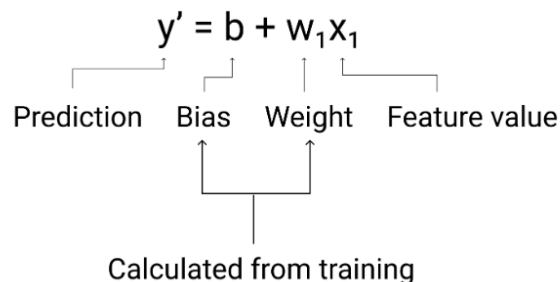 y’ = b + w₁x₁
Prediction Bias Weight Feature value
Calculated from training